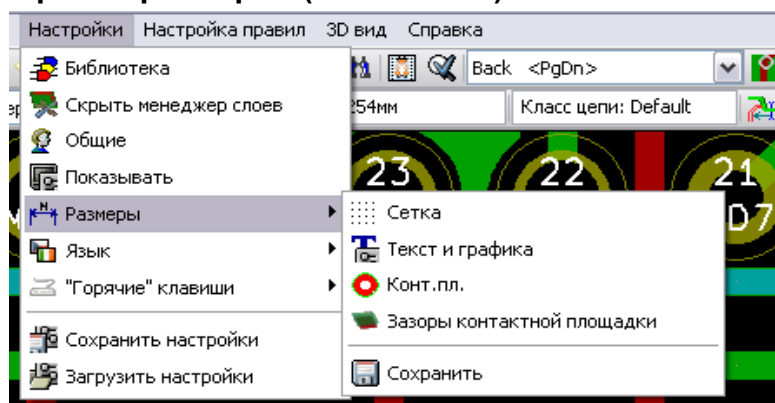 Настройки Настройка правил 3D вид Справка
Библиотека
Back <PgDn>
Скрыть менеджер слоев
254мм
Класс цепи: Default
Общие
Показывать
23 22 21
Размеры
Сетка
D7
Язык
Текст и графика
"Горячие" клавиши
Конт.пл.
Зазоры контактной площадки
Сохранить настройки
Загрузить настройки
Сохранить